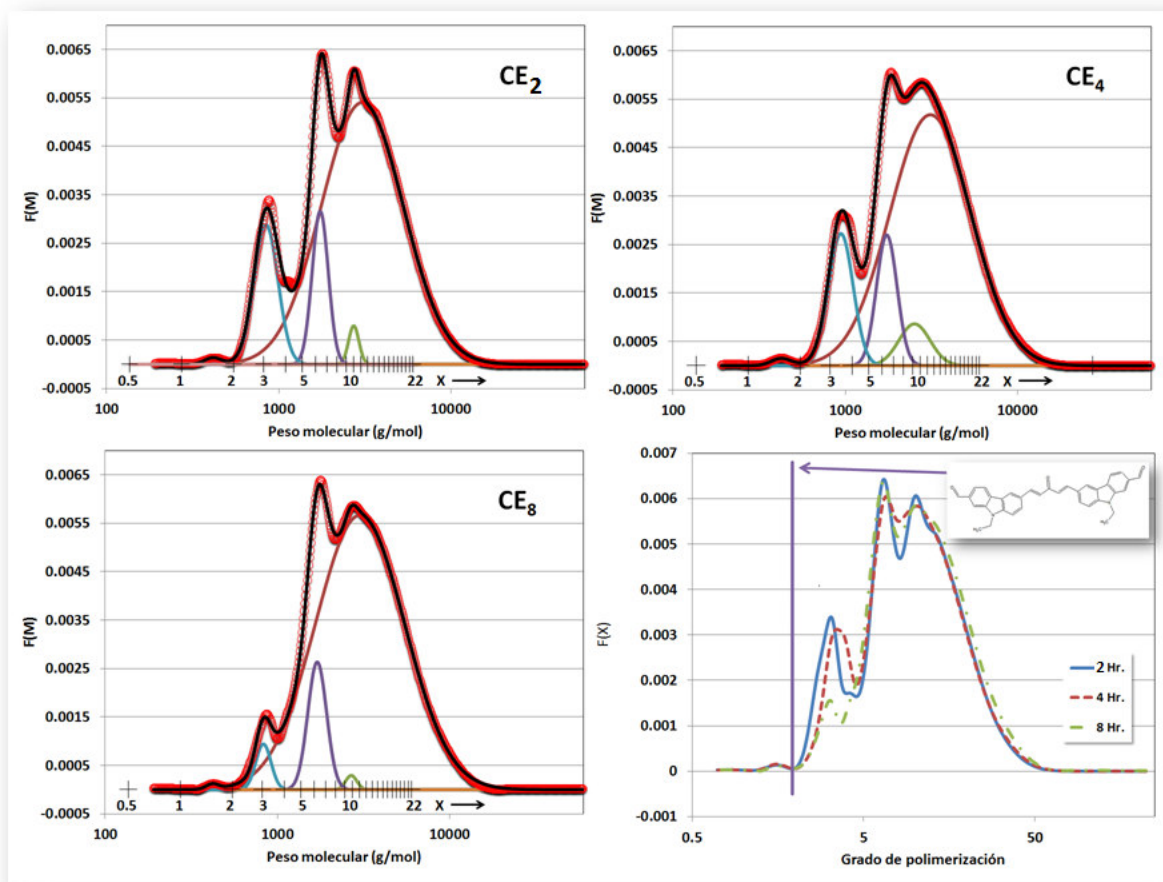 0.0065
0.0055
0.0045
0.0035
0.0025
0.0015
0.0005
-0.0005
F(M)
CE2
0.5 1 2 3 5 10 22 X
100 1000 10000
Peso molecular (g/mol)
0.0065
0.0055
0.0045
0.0035
0.0025
0.0015
0.0005
-0.0005
F(M)
CE4
0.5 1 2 3 5 10 22 X
100 1000 10000
Peso molecular (g/mol)
0.0065
0.0055
0.0045
0.0035
0.0025
0.0015
0.0005
-0.0005
F(M)
CE8
0.5 1 2 3 5 10 22 X
100 1000 10000
Peso molecular (g/mol)
0.007
0.006
0.005
0.004
0.003
0.002
0.001
0
-0.001
F(X)
2 Hr.
4 Hr.
8 Hr.
0.5 5 50
Grado de polimerización